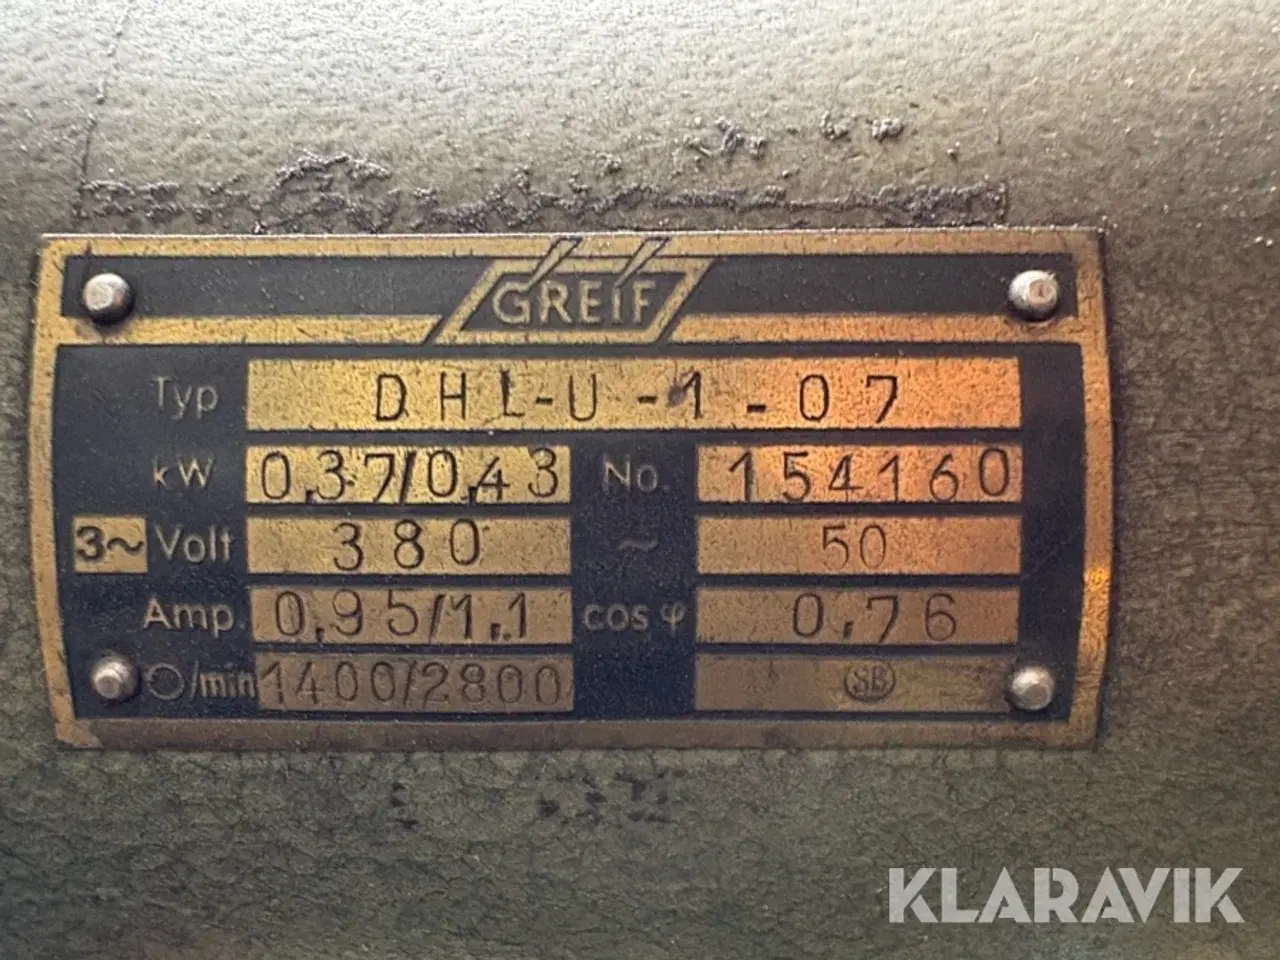 GREIF
Typ DHL-U-1-07
kW 0,37/0,43 No. 154160
3~ Volt 380 ~ 50
Amp. 0,95/1,1 cos φ 0,76
/min 1400/2800 SB
KLARAVIK